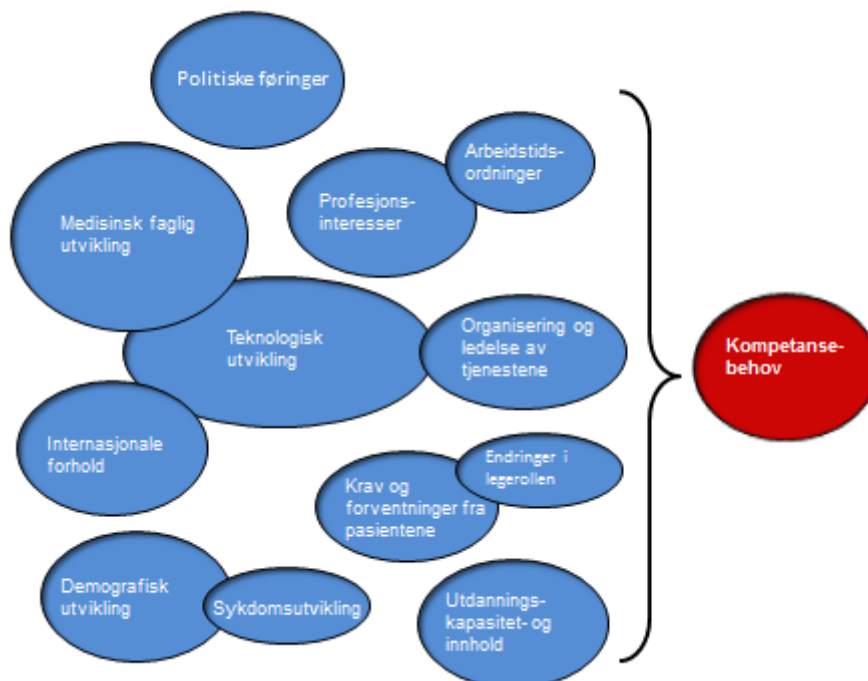 Politiske føringer
Arbeidstids-
ordninger
Profesjons-
interesser
Medisinsk faglig
utvikling
Teknologisk
utvikling
Organisering og
ledelse av
tjenestene
Kompetanse-
behov
Internasjonale
forhold
Endringer i
legerollen
Krav og
forventninger fra
pasientene
Demografisk
utvikling
Sykdomsutvikling
Utdannings-
kapasitet- og
innhold